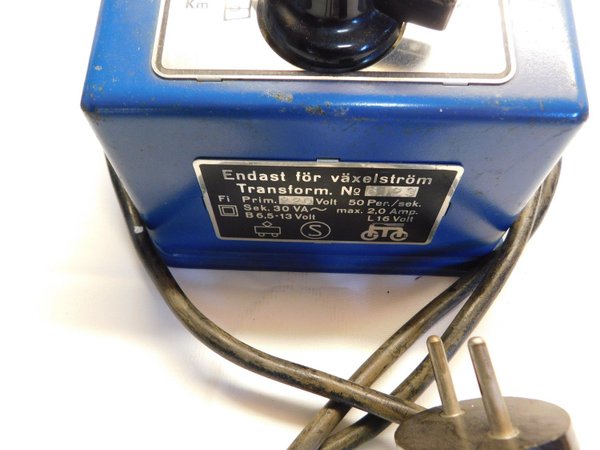 Km
Endast för växelström
Transform. No
Fi Prim. 220 Volt 50 Per./sek.
Sek. 30 VA~ max. 2,0 Amp.
B 6,5-13 Volt L 16 Volt
S